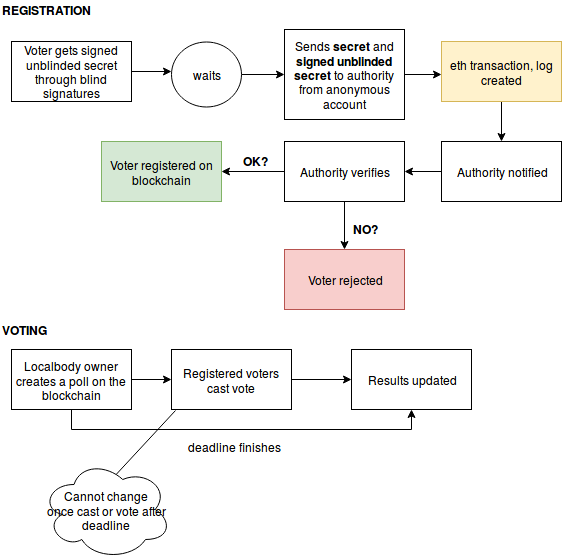 REGISTRATION
Voter gets signed
unblinded secret
through blind
signatures
waits
Sends secret and
signed unblinded
secret to authority
from anonymous
account
eth transaction, log
created
Authority notified
Authority verifies
OK?
Voter registered on
blockchain
NO?
Voter rejected
VOTING
Localbody owner
creates a poll on the
blockchain
Registered voters
cast vote
Results updated
deadline finishes
Cannot change
once cast or vote after
deadline